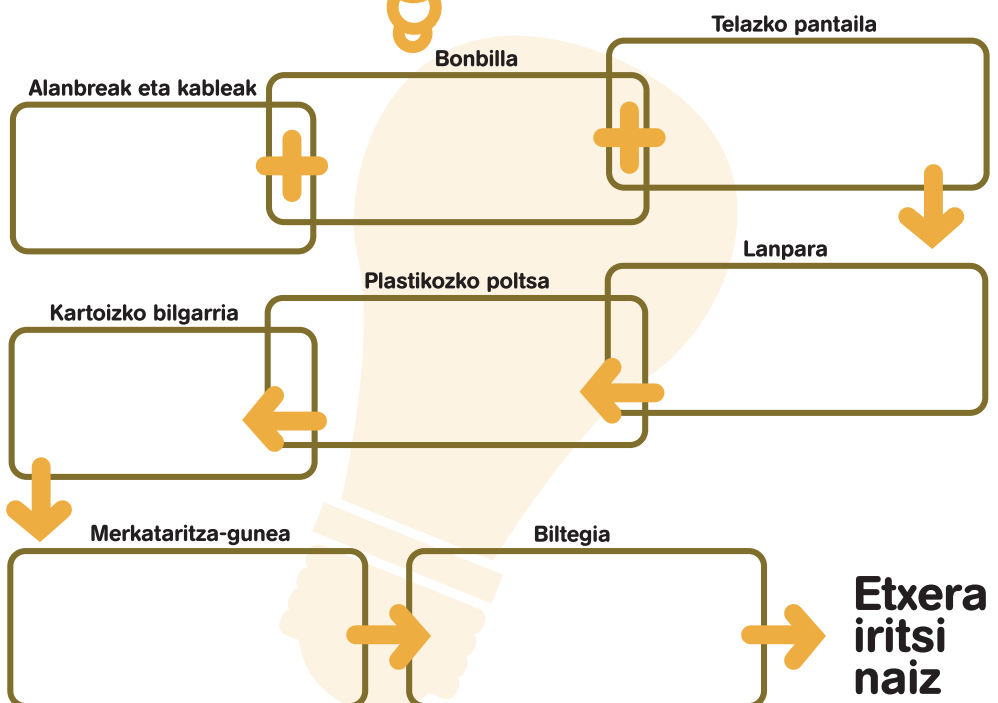 Alanbreak eta kableak
Bonbilla
Telazko pantaila
Lanpara
Plastikozko poltsa
Kartoizko bilgarria
Merkataritza-gunea
Biltegia
Etxera
iritsi
naiz